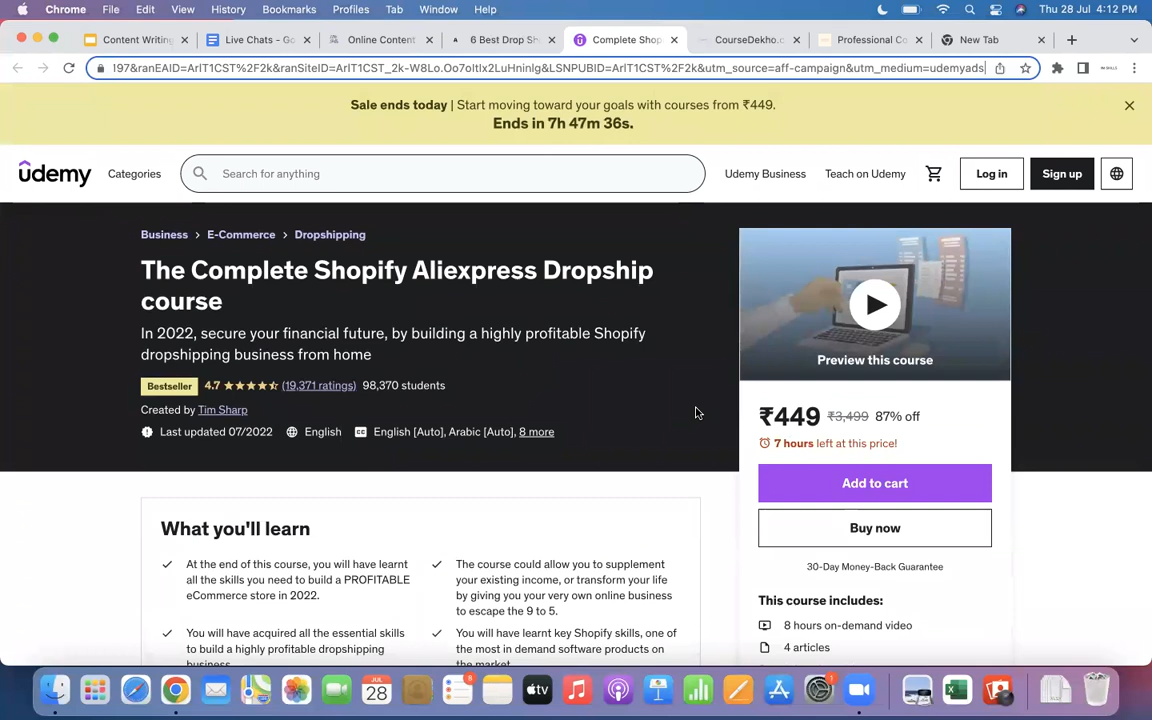 Chrome File Edit View History Bookmarks Profiles Tab Window Help Thu 28 Jul 4:12 PM
Content Writing Live Chats - Go Online Content 6 Best Drop Sh Complete Shop CourseDekho.c Professional Co New Tab
197&ranEAID=ArIT1CST%2F2k&ranSiteID=ArIT1CST_2k-W8Lo.Oo7oItIx2LuHninIg&LSNPUBID=ArIT1CST%2F2k&utm_source=aff-campaign&utm_medium=udemyads
Sale ends today | Start moving toward your goals with courses from ₹449.
Ends in 7h 47m 36s.
udemy Categories Search for anything Udemy Business Teach on Udemy Log in Sign up
Business > E-Commerce > Dropshipping
The Complete Shopify Aliexpress Dropship
course
In 2022, secure your financial future, by building a highly profitable Shopify
dropshipping business from home
Bestseller 4.7 (19,371 ratings) 98,370 students
Created by Tim Sharp
Last updated 07/2022 English English [Auto], Arabic [Auto], 8 more
Preview this course
₹449 ₹3,499 87% off
7 hours left at this price!
Add to cart
Buy now
30-Day Money-Back Guarantee
This course includes:
8 hours on-demand video
4 articles
What you'll learn
At the end of this course, you will have learnt
all the skills you need to build a PROFITABLE
eCommerce store in 2022.
The course could allow you to supplement
your existing income, or transform your life
by giving you your very own online business
to escape the 9 to 5.
You will have acquired all the essential skills
to build a highly profitable dropshipping
business.
You will have learnt key Shopify skills, one of
the most in demand software products on
the market.
JUL
28
8
tv
1